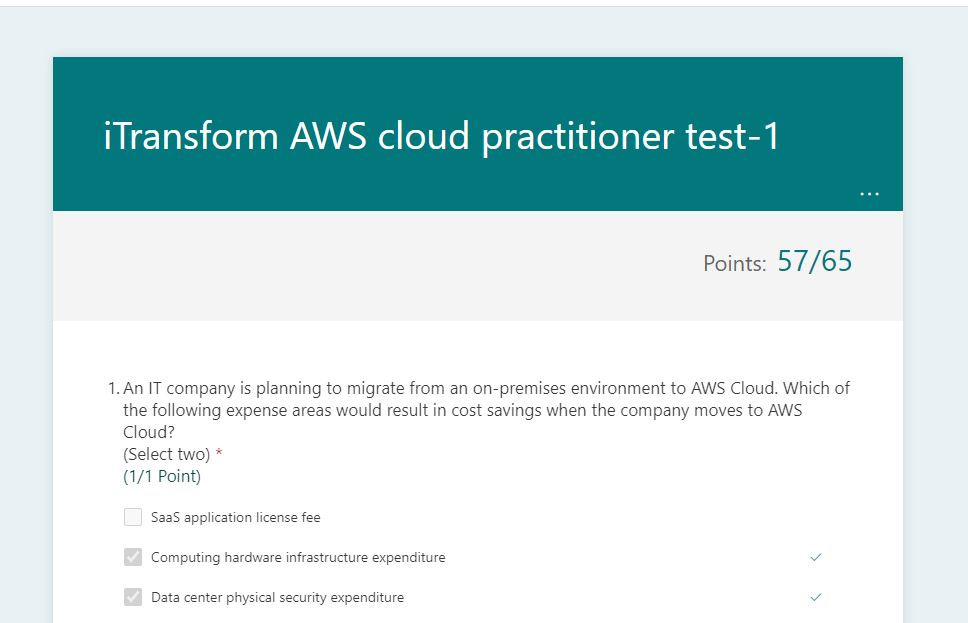 iTransform AWS cloud practitioner test-1
...
Points: 57/65
1. An IT company is planning to migrate from an on-premises environment to AWS Cloud. Which of
the following expense areas would result in cost savings when the company moves to AWS
Cloud?
(Select two) *
(1/1 Point)
SaaS application license fee
Computing hardware infrastructure expenditure
Data center physical security expenditure